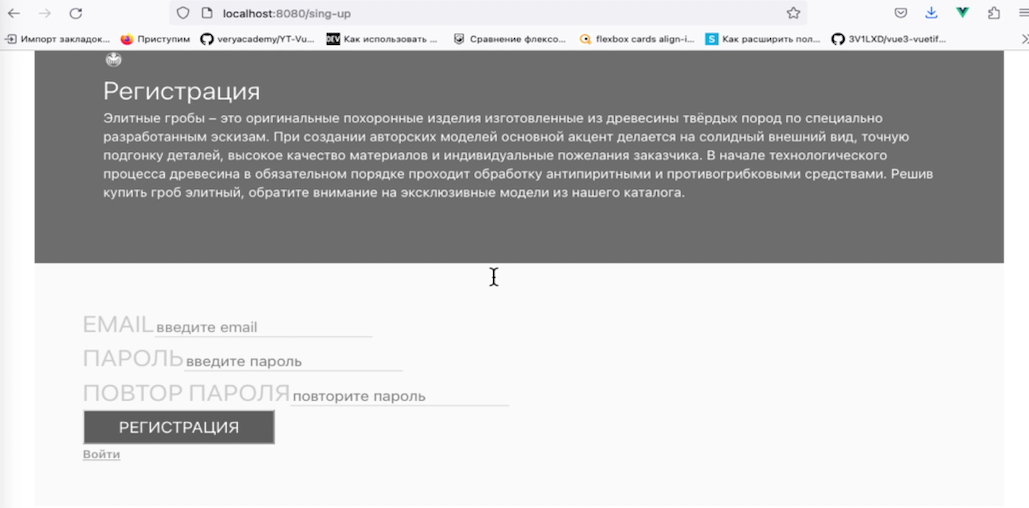 localhost:8080/sing-up
Импорт закладок... Приступим veryacademy/YT-Vu... DEV Как использовать ... Сравнение флексо... flexbox cards align-i... S Как расширить пол... 3V1LXD/vue3-vuetif...
Регистрация
Элитные гробы – это оригинальные похоронные изделия изготовленные из древесины твёрдых пород по специально
разработанным эскизам. При создании авторских моделей основной акцент делается на солидный внешний вид, точную
подгонку деталей, высокое качество материалов и индивидуальные пожелания заказчика. В начале технологического
процесса древесина в обязательном порядке проходит обработку антипиритными и противогрибковыми средствами. Решив
купить гроб элитный, обратите внимание на эксклюзивные модели из нашего каталога.
EMAIL введите email
ПАРОЛЬ введите пароль
ПОВТОР ПАРОЛЯ повторите пароль
РЕГИСТРАЦИЯ
Войти